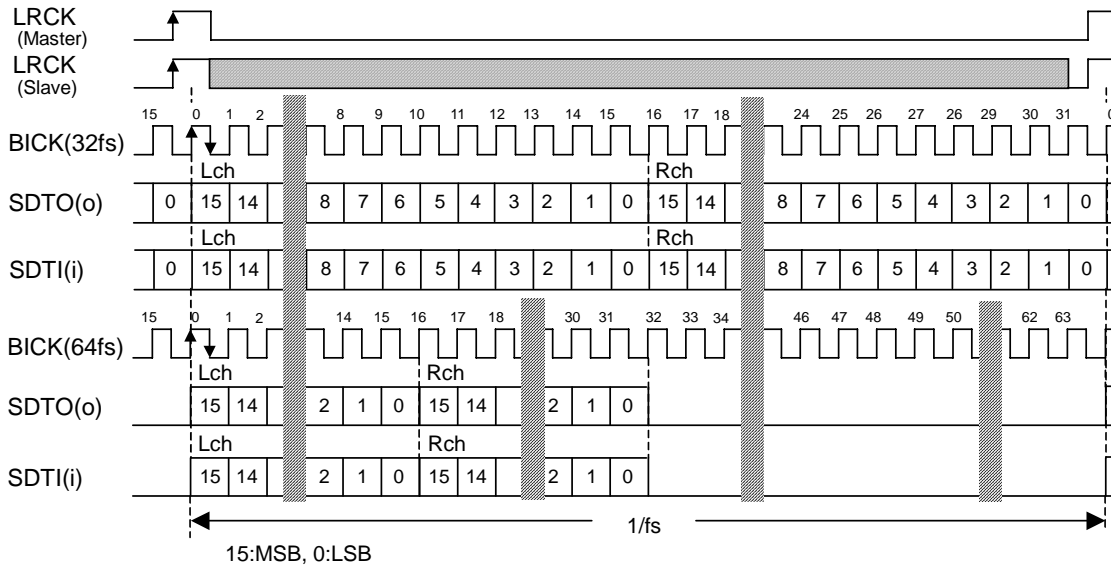 LRCK
(Master)
LRCK
(Slave)
15 0 1 2 8 9 10 11 12 13 14 15 16 17 18 24 25 26 27 26 29 30 31 0
BICK(32fs)
Lch Rch
SDTO(o) 0 15 14 8 7 6 5 4 3 2 1 0 15 14 8 7 6 5 4 3 2 1 0
Lch Rch
SDTI(i) 0 15 14 8 7 6 5 4 3 2 1 0 15 14 8 7 6 5 4 3 2 1 0
15 0 1 2 14 15 16 17 18 30 31 32 33 34 46 47 48 49 50 62 63
BICK(64fs)
Lch Rch
SDTO(o) 15 14 2 1 0 15 14 2 1 0
Lch Rch
SDTI(i) 15 14 2 1 0 15 14 2 1 0
1/fs
15:MSB, 0:LSB